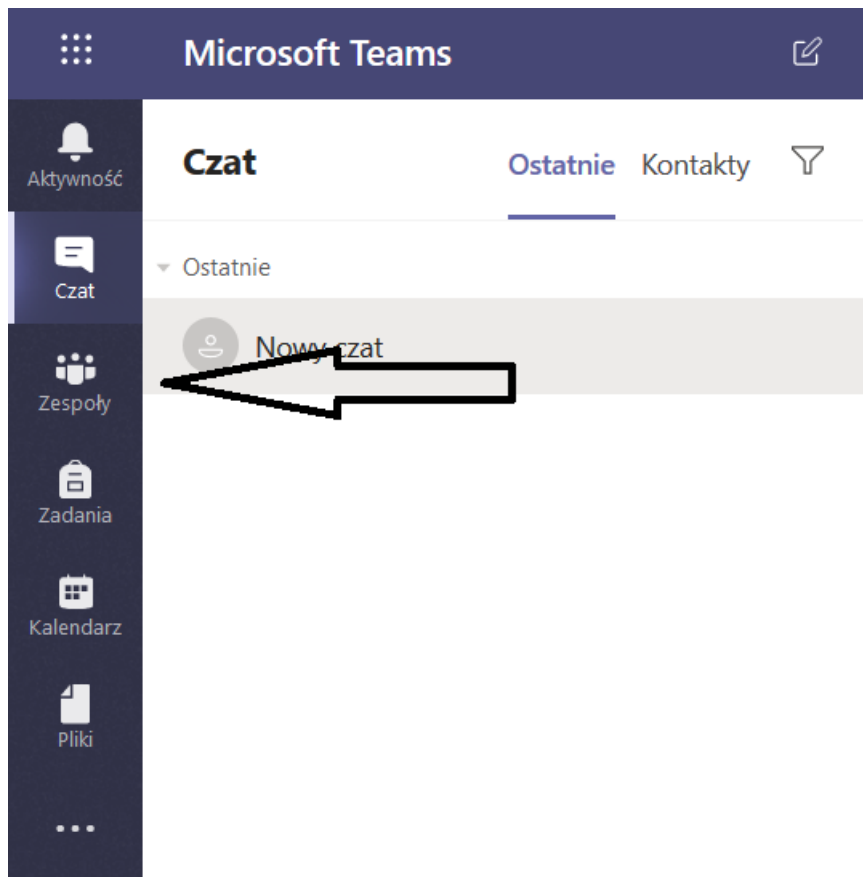 Microsoft Teams
Aktywność
Czat
Ostatnie Kontakty
Czat
Ostatnie
Nowy czat
Zespoły
Zadania
Kalendarz
Pliki